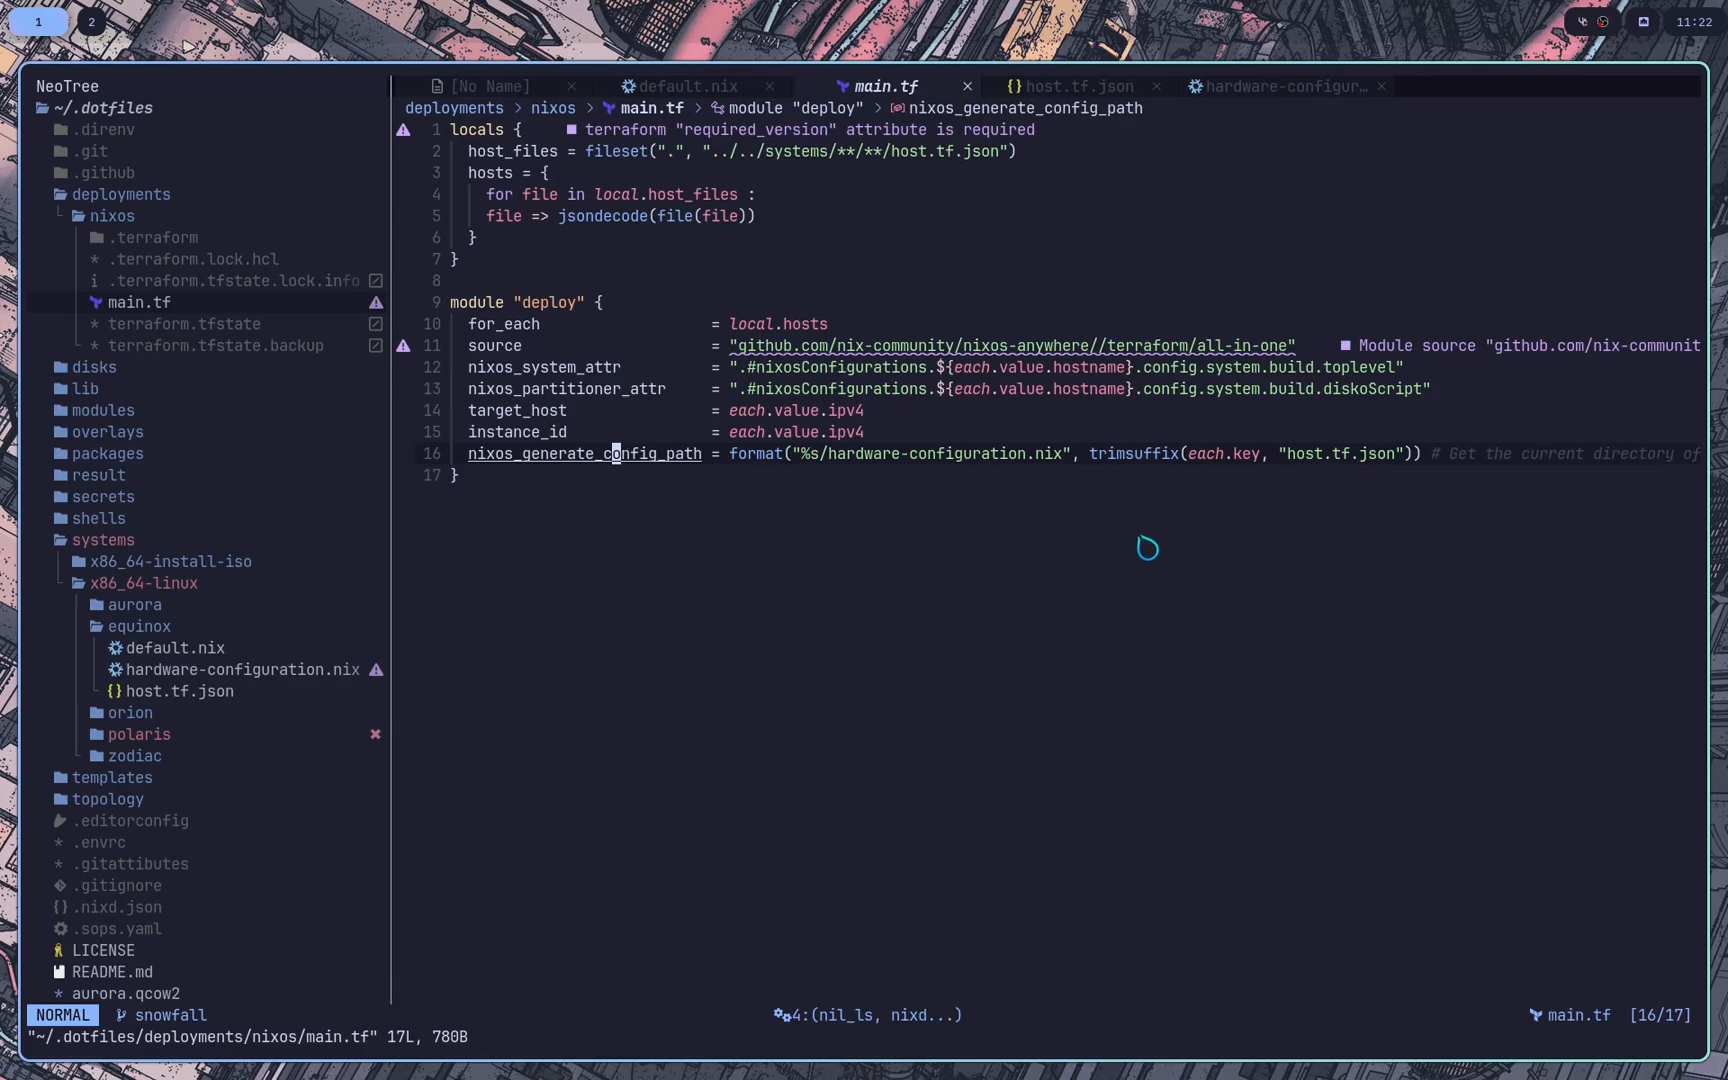 1
2
11:22
NeoTree
[No Name]
default.nix
main.tf
host.tf.json
hardware-configur…
~/.dotfiles
deployments > nixos > main.tf > module "deploy" > nixos_generate_config_path
.direnv
.git
.github
deployments
nixos
.terraform
.terraform.lock.hcl
.terraform.tfstate.lock.info
main.tf
terraform.tfstate
terraform.tfstate.backup
disks
lib
modules
overlays
packages
result
secrets
shells
systems
x86_64-install-iso
x86_64-linux
aurora
equinox
default.nix
hardware-configuration.nix
host.tf.json
orion
polaris
zodiac
templates
topology
.editorconfig
.envrc
.gitattibutes
.gitignore
.nixd.json
.sops.yaml
LICENSE
README.md
aurora.qcow2
1 locals { ■ terraform "required_version" attribute is required
2 host_files = fileset(".", "../../systems/**/**/host.tf.json")
3 hosts = {
4 for file in local.host_files :
5 file => jsondecode(file(file))
6 }
7 }
8
9 module "deploy" {
10 for_each = local.hosts
11 source = "github.com/nix-community/nixos-anywhere//terraform/all-in-one" ■ Module source "github.com/nix-communit
12 nixos_system_attr = ".#nixosConfigurations.${each.value.hostname}.config.system.build.toplevel"
13 nixos_partitioner_attr = ".#nixosConfigurations.${each.value.hostname}.config.system.build.diskoScript"
14 target_host = each.value.ipv4
15 instance_id = each.value.ipv4
16 nixos_generate_config_path = format("%s/hardware-configuration.nix", trimsuffix(each.key, "host.tf.json")) # Get the current directory of
17 }
NORMAL snowfall
4:(nil_ls, nixd...)
main.tf [16/17]
"~/.dotfiles/deployments/nixos/main.tf" 17L, 780B